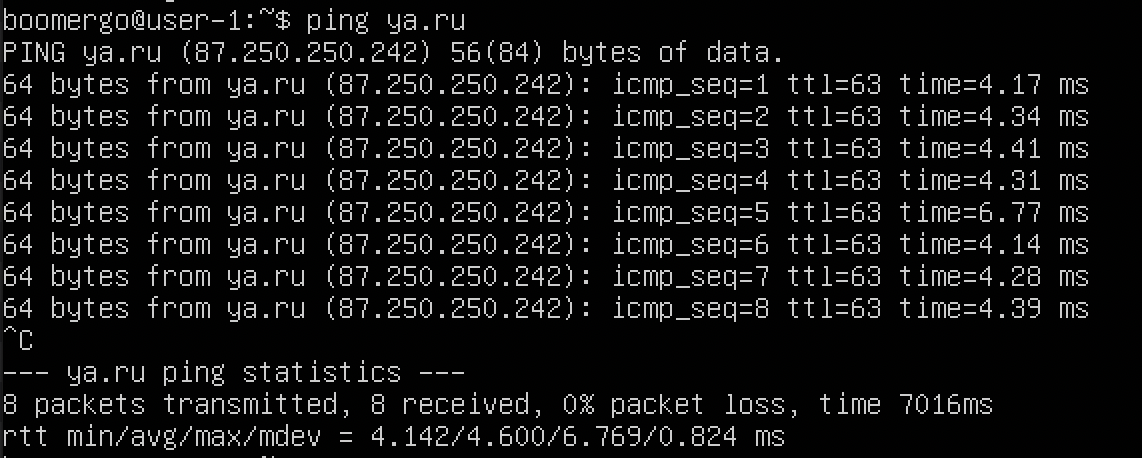 boomergo@user-1:~$ ping ya.ru
PING ya.ru (87.250.250.242) 56(84) bytes of data.
64 bytes from ya.ru (87.250.250.242): icmp_seq=1 ttl=63 time=4.17 ms
64 bytes from ya.ru (87.250.250.242): icmp_seq=2 ttl=63 time=4.34 ms
64 bytes from ya.ru (87.250.250.242): icmp_seq=3 ttl=63 time=4.41 ms
64 bytes from ya.ru (87.250.250.242): icmp_seq=4 ttl=63 time=4.31 ms
64 bytes from ya.ru (87.250.250.242): icmp_seq=5 ttl=63 time=6.77 ms
64 bytes from ya.ru (87.250.250.242): icmp_seq=6 ttl=63 time=4.14 ms
64 bytes from ya.ru (87.250.250.242): icmp_seq=7 ttl=63 time=4.28 ms
64 bytes from ya.ru (87.250.250.242): icmp_seq=8 ttl=63 time=4.39 ms
^C
--- ya.ru ping statistics ---
8 packets transmitted, 8 received, 0% packet loss, time 7016ms
rtt min/avg/max/mdev = 4.142/4.600/6.769/0.824 ms